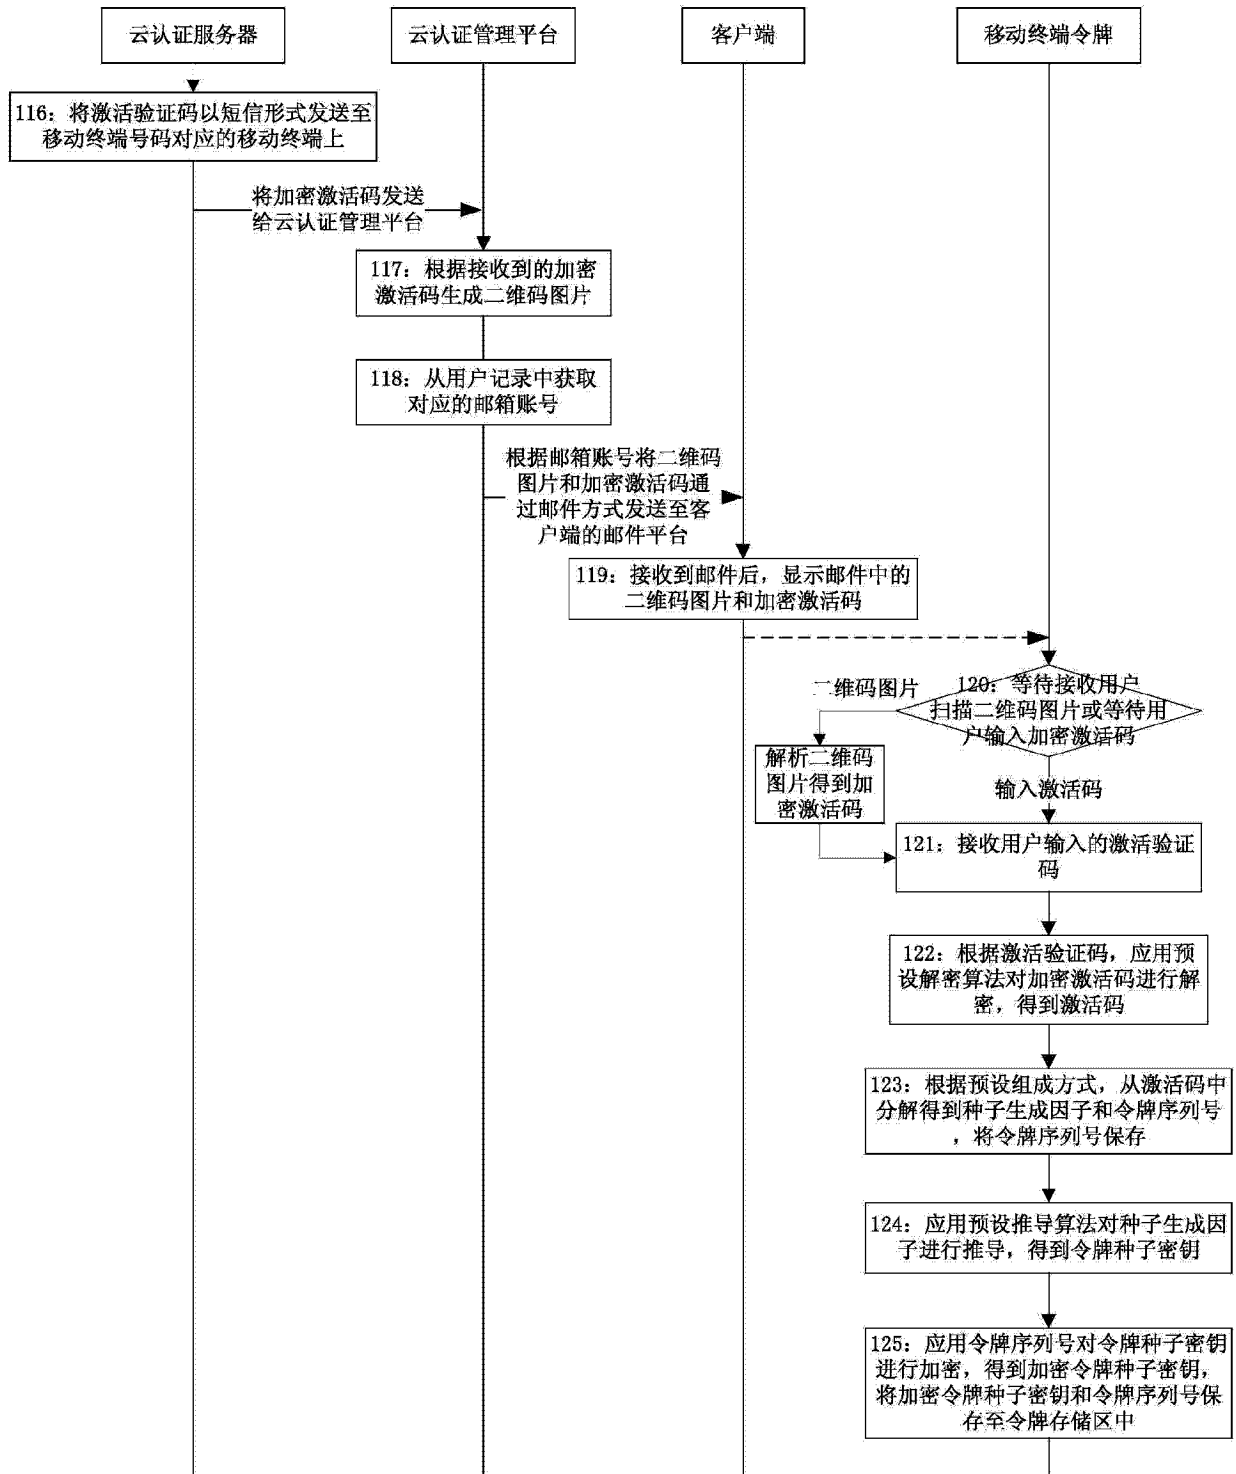 云认证服务器
云认证管理平台
客户端
移动终端令牌
116：将激活验证码以短信形式发送至
移动终端号码对应的移动终端上
将加密激活码发送
给云认证管理平台
117：根据接收到的加密
激活码生成二维码图片
118：从用户记录中获取
对应的邮箱账号
根据邮箱账号将二维码
图片和加密激活码通
过邮件方式发送至客
户端的邮件平台
119：接收到邮件后，显示邮件中的
二维码图片和加密激活码
120：等待接收用户
扫描二维码图片或等待用
户输入加密激活码
二维码图片
解析二维码
图片得到加
密激活码
输入激活码
121：接收用户输入的激活验证
码
122：根据激活验证码，应用预
设解密算法对加密激活码进行解
密，得到激活码
123：根据预设组成方式，从激活码中
分解得到种子生成因子和令牌序列号
，将令牌序列号保存
124：应用预设推导算法对种子生成因
子进行推导，得到令牌种子密钥
125：应用令牌序列号对令牌种子密钥
进行加密，得到加密令牌种子密钥，
将加密令牌种子密钥和令牌序列号保
存至令牌存储区中